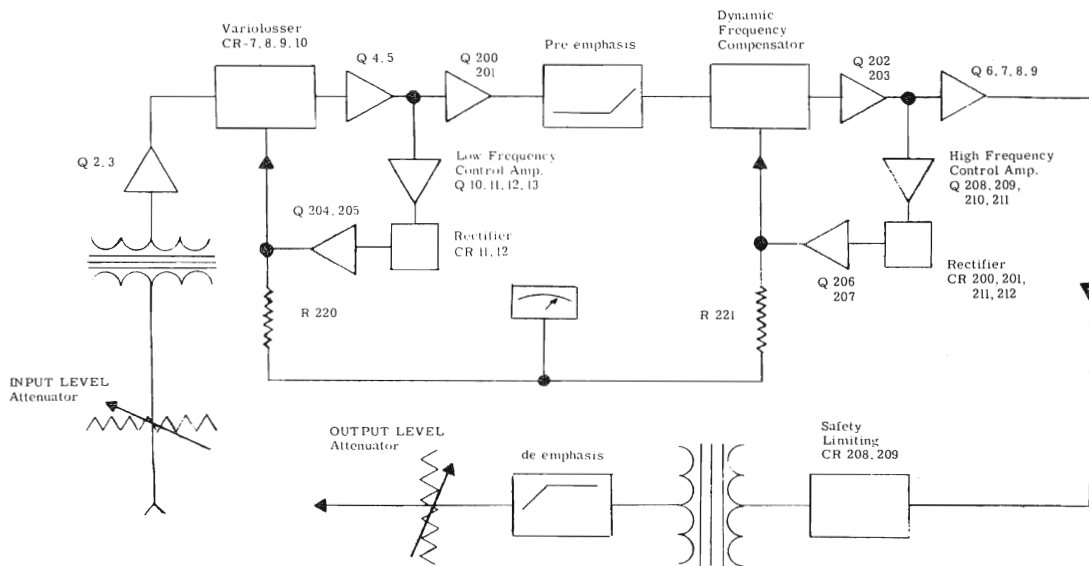 Variolosser
CR-7, 8, 9, 10
Q 4, 5
Q 200
201
Pre emphasis
Dynamic
Frequency
Compensator
Q 202
203
Q 6, 7, 8, 9
Q 2, 3
Low Frequency
Control Amp.
Q 10, 11, 12, 13
High Frequency
Control Amp.
Q 208, 209,
210, 211
Q 204, 205
Rectifier
CR 11, 12
Q 206
207
Rectifier
CR 200, 201,
211, 212
R 220
R 221
INPUT LEVEL
Attenuator
OUTPUT LEVEL
Attenuator
de emphasis
Safety
Limiting
CR 208, 209